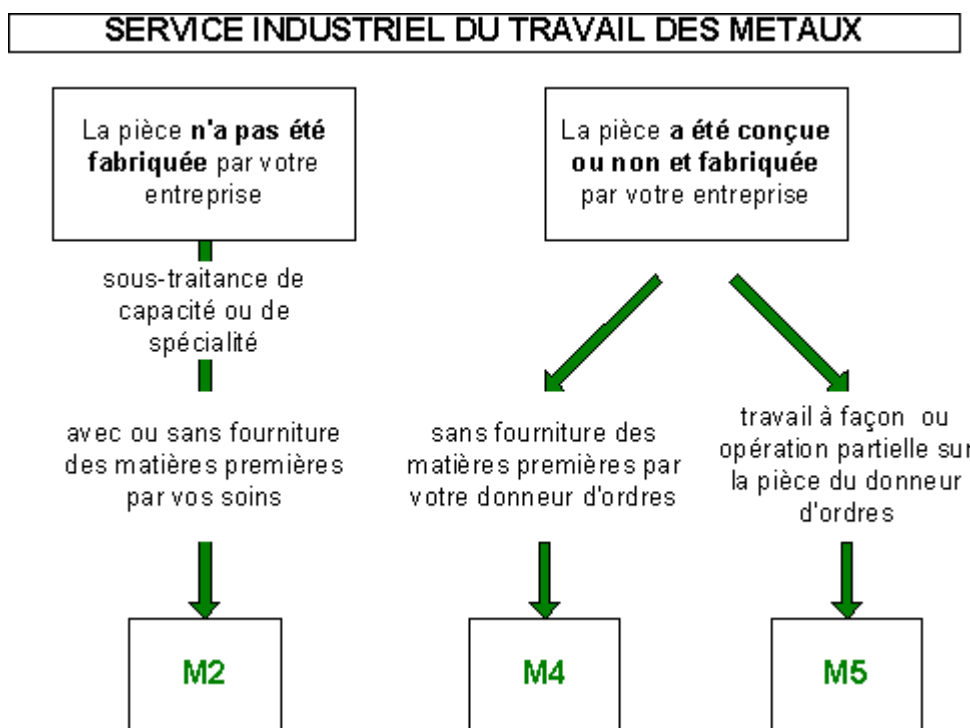 SERVICE INDUSTRIEL DU TRAVAIL DES METAUX
La pièce n'a pas été
fabriquée par votre
entreprise
La pièce a été conçue
ou non et fabriquée
par votre entreprise
sous-traitance de
capacité ou de
spécialité
avec ou sans fourniture
des matières premières
par vos soins
sans fourniture des
matières premières par
votre donneur d'ordres
travail à façon ou
opération partielle sur
la pièce du donneur
d'ordres
M2
M4
M5